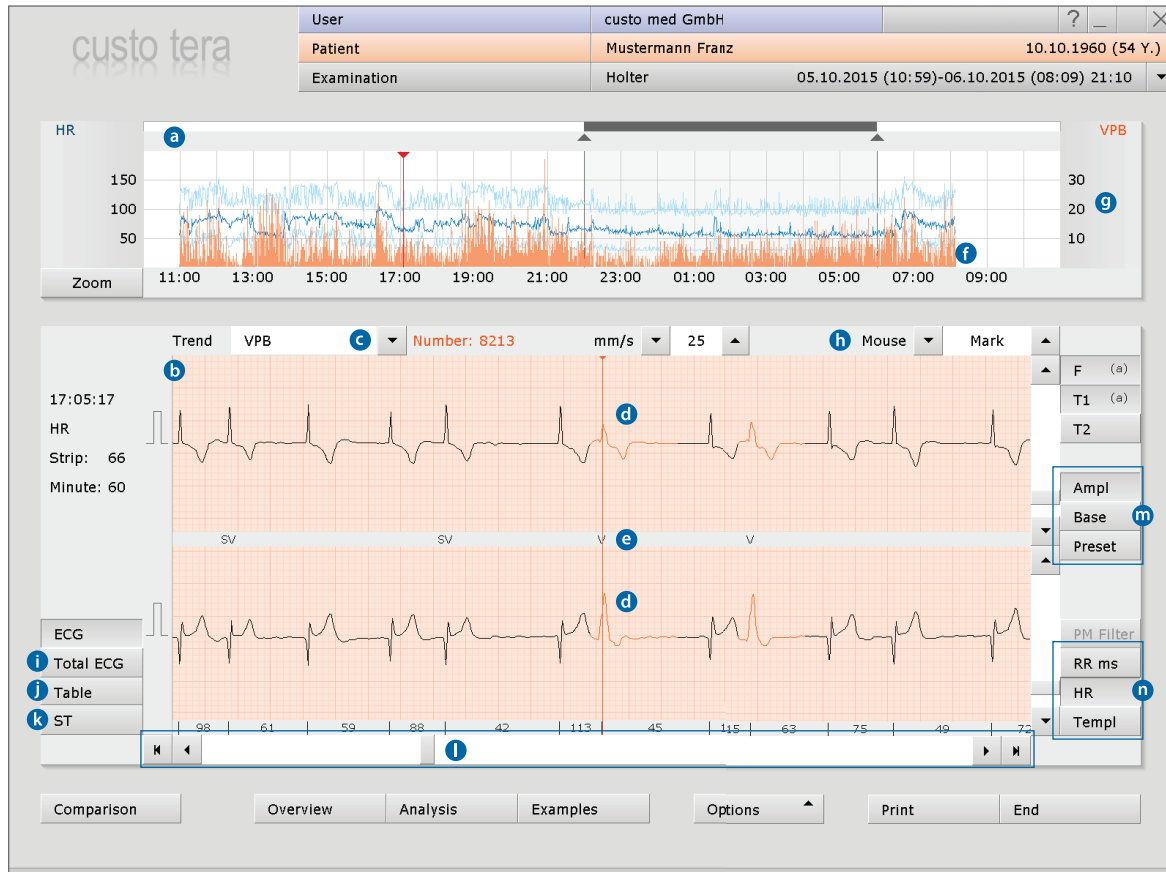 custo tera
User custo med GmbH ? _ X
Patient Mustermann Franz 10.10.1960 (54 Y.)
Examination Holter 05.10.2015 (10:59)-06.10.2015 (08:09) 21:10
HR a VPB
150 30
100 20 g
50 10
f
Zoom 11:00 13:00 15:00 17:00 19:00 21:00 23:00 01:00 03:00 05:00 07:00 09:00
Trend VPB c Number: 8213 mm/s 25 h Mouse Mark
b F (a)
17:05:17 T1 (a)
HR d T2
Strip: 66
Minute: 60 Ampl
Base m
SV SV V e V
Preset
d
ECG PM Filter
i Total ECG RR ms
j Table HR n
k ST Templ
98 61 59 88 42 113 45 115 63 75 49 72
l
Comparison Overview Analysis Examples Options Print End